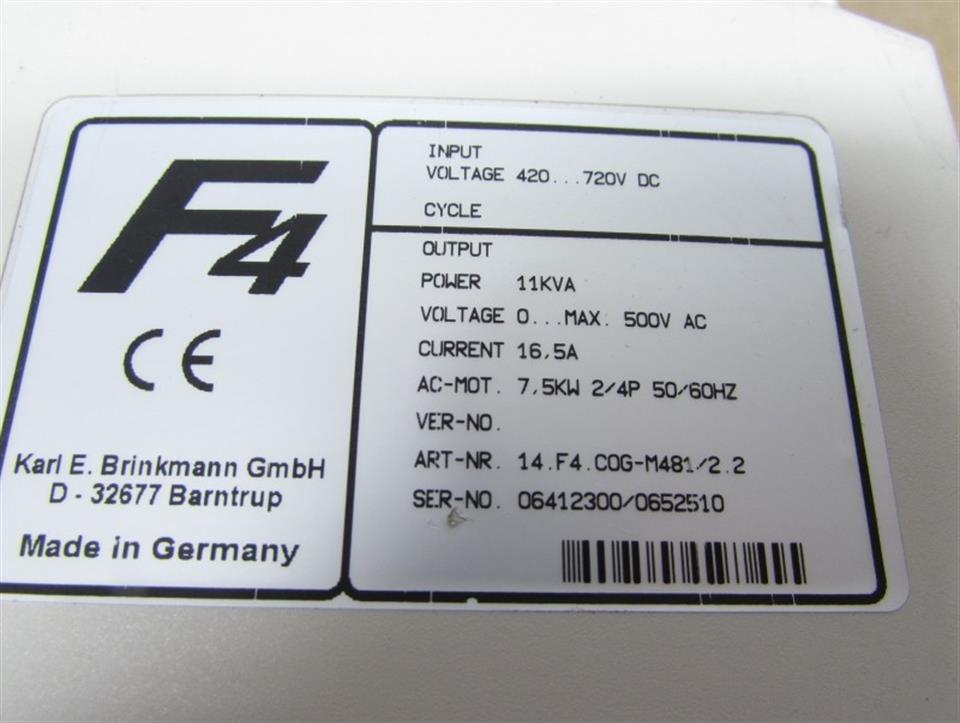 F4
CE
Karl E. Brinkmann GmbH
D - 32677 Barntrup
Made in Germany
INPUT
VOLTAGE 420...720V DC
CYCLE
OUTPUT
POWER 11KVA
VOLTAGE 0...MAX. 500V AC
CURRENT 16,5A
AC-MOT. 7,5KW 2/4P 50/60HZ
VER-NO.
ART-NR. 14.F4.C0G-M481/2.2
SER-NO. 06412300/0652510